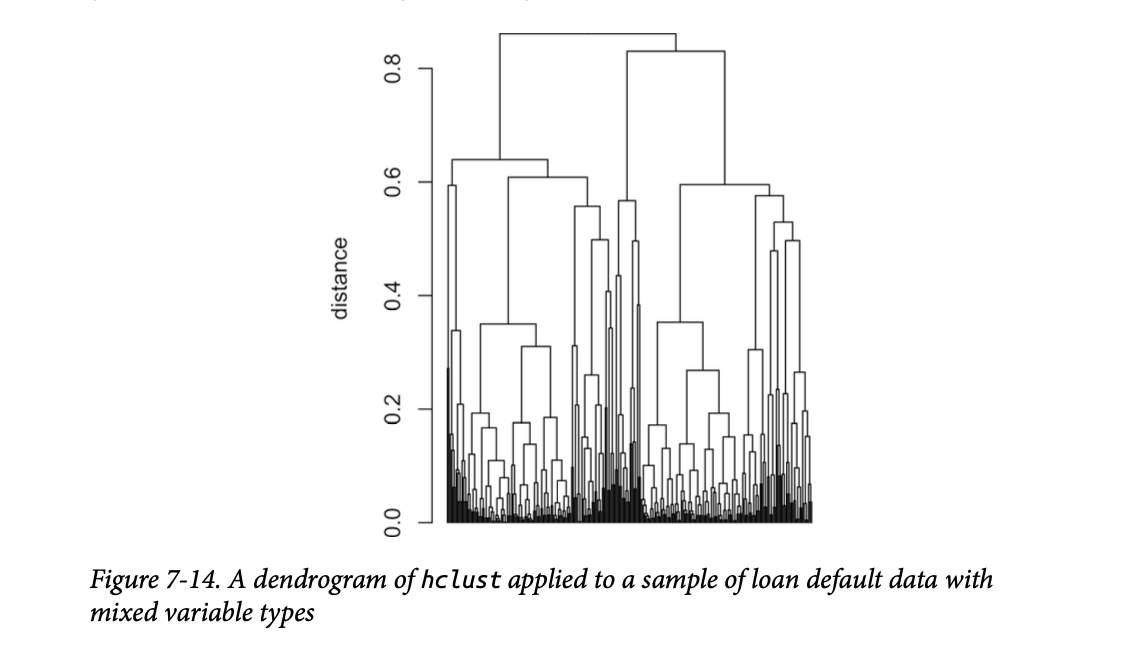 0.8
0.6
0.4
0.2
0.0
distance
Figure 7-14. A dendrogram of hclust applied to a sample of loan default data with
mixed variable types